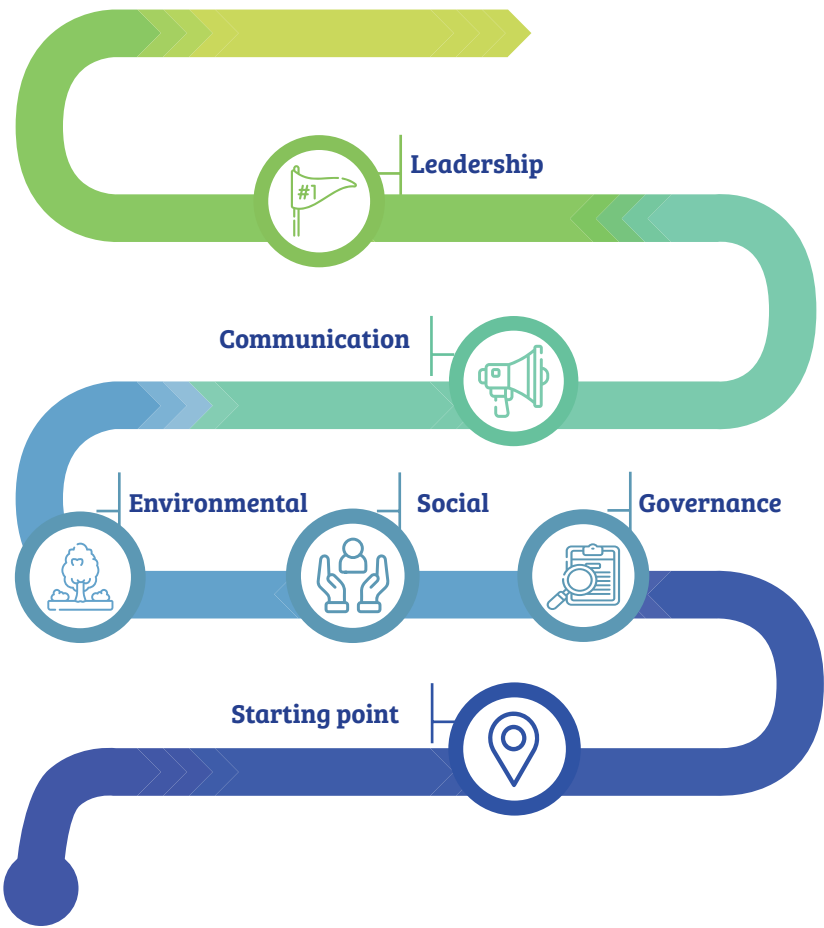 Leadership
#1
Communication
Environmental
Social
Governance
Starting point